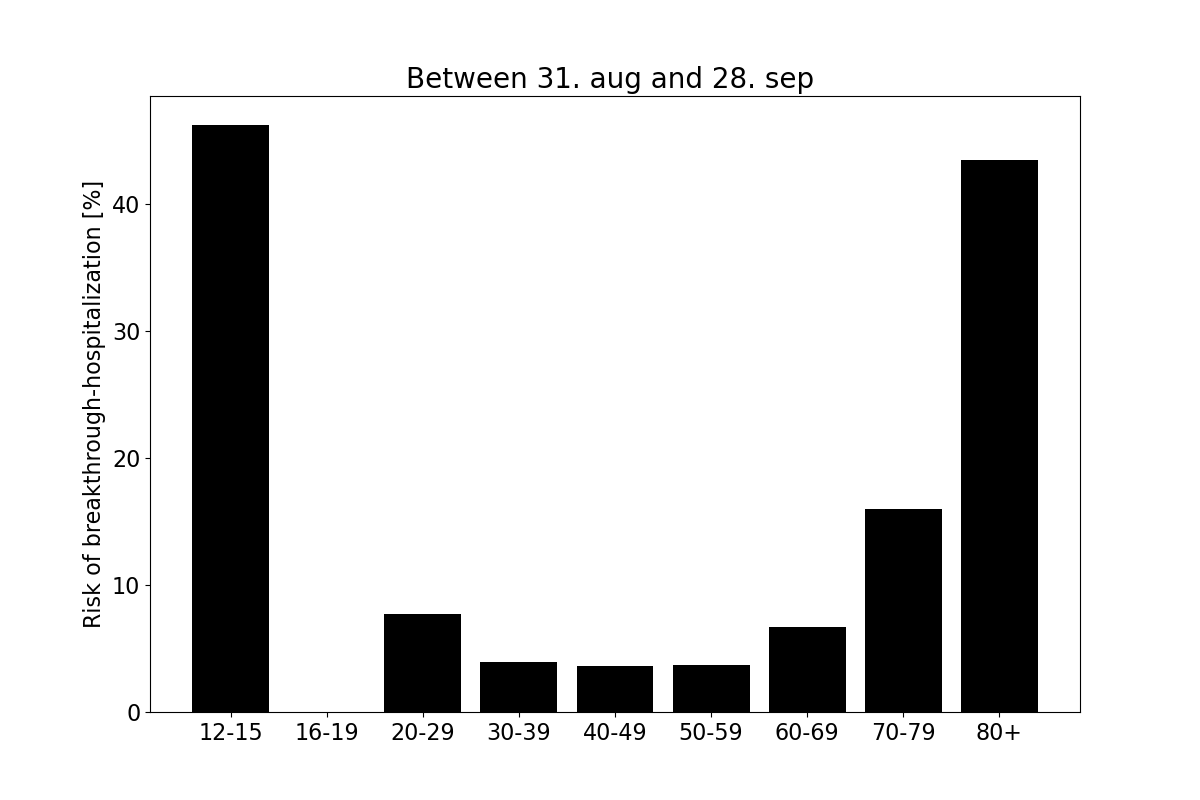 Between 31. aug and 28. sep
Risk of breakthrough-hospitalization [%]
40
30
20
10
0
12-15 16-19 20-29 30-39 40-49 50-59 60-69 70-79 80+